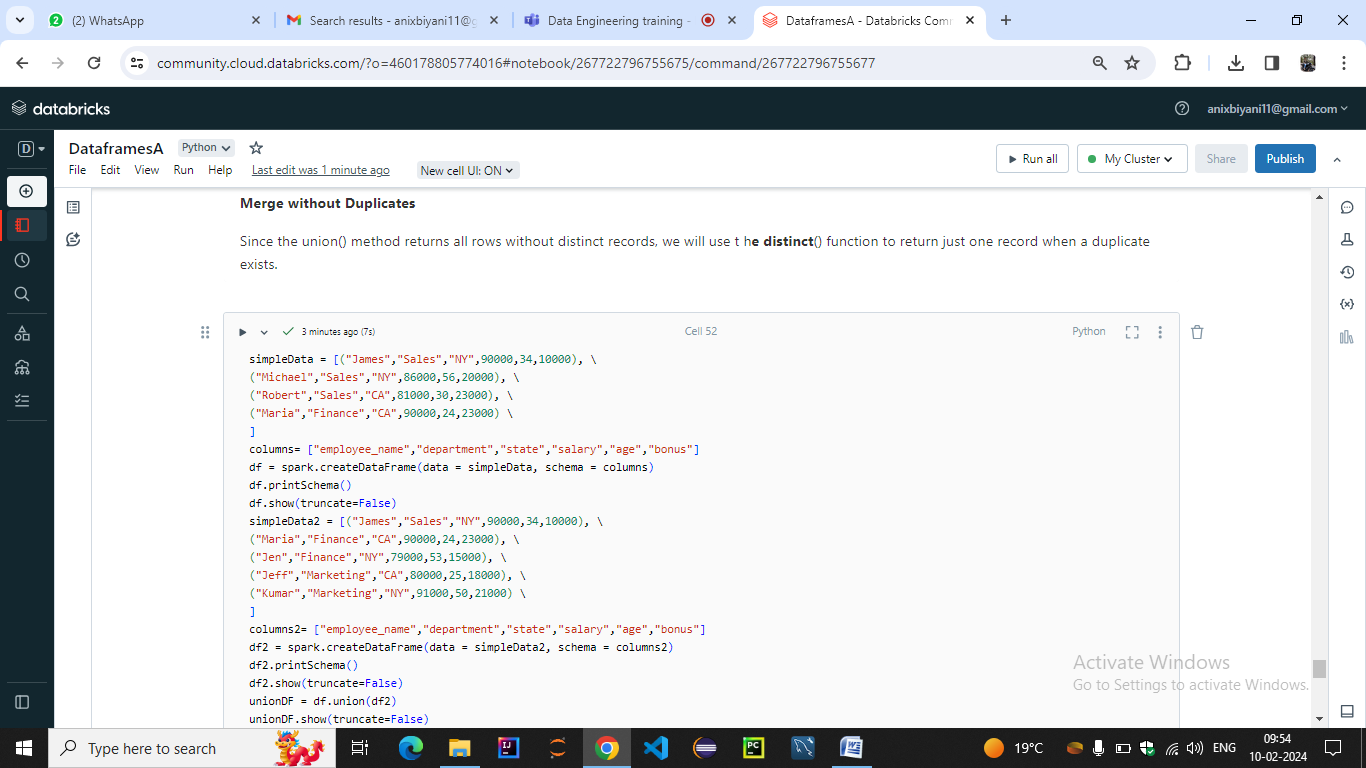 (2) WhatsApp
Search results - anixbiyani11@g
Data Engineering training -
DataframesA - Databricks Com
community.cloud.databricks.com/?o=460178805774016#notebook/267722796755675/command/267722796755677
databricks
anixbiyani11@gmail.com
D
DataframesA
Python
File Edit View Run Help Last edit was 1 minute ago New cell UI: ON
Run all
My Cluster
Share
Publish
Merge without Duplicates
Since the union() method returns all rows without distinct records, we will use t he distinct() function to return just one record when a duplicate
exists.
3 minutes ago (7s)
Cell 52
Python
simpleData = [("James","Sales","NY",90000,34,10000), \
("Michael","Sales","NY",86000,56,20000), \
("Robert","Sales","CA",81000,30,23000), \
("Maria","Finance","CA",90000,24,23000) \
]
columns= ["employee_name","department","state","salary","age","bonus"]
df = spark.createDataFrame(data = simpleData, schema = columns)
df.printSchema()
df.show(truncate=False)
simpleData2 = [("James","Sales","NY",90000,34,10000), \
("Maria","Finance","CA",90000,24,23000), \
("Jen","Finance","NY",79000,53,15000), \
("Jeff","Marketing","CA",80000,25,18000), \
("Kumar","Marketing","NY",91000,50,21000) \
]
columns2= ["employee_name","department","state","salary","age","bonus"]
df2 = spark.createDataFrame(data = simpleData2, schema = columns2)
df2.printSchema()
df2.show(truncate=False)
unionDF = df.union(df2)
unionDF.show(truncate=False)
Activate Windows
Go to Settings to activate Windows.
Type here to search
19°C
ENG
09:54
10-02-2024